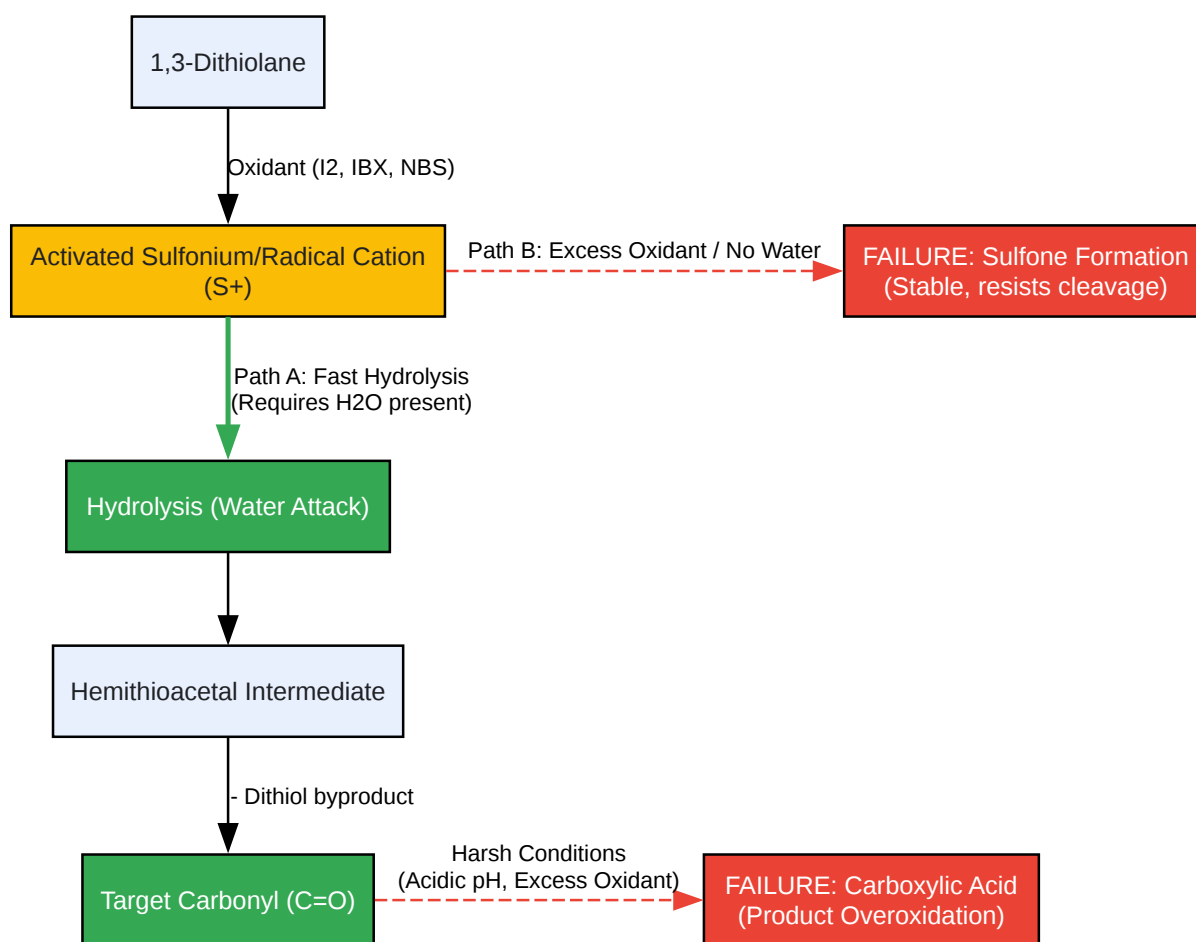 1,3-Dithiolane
Oxidant (I2, IBX, NBS)
Activated Sulfonium/Radical Cation
(S+)
Path B: Excess Oxidant / No Water
FAILURE: Sulfone Formation
(Stable, resists cleavage)
Path A: Fast Hydrolysis
(Requires H2O present)
Hydrolysis (Water Attack)
Hemithioacetal Intermediate
- Dithiol byproduct
Target Carbonyl (C=O)
Harsh Conditions
(Acidic pH, Excess Oxidant)
FAILURE: Carboxylic Acid
(Product Overoxidation)